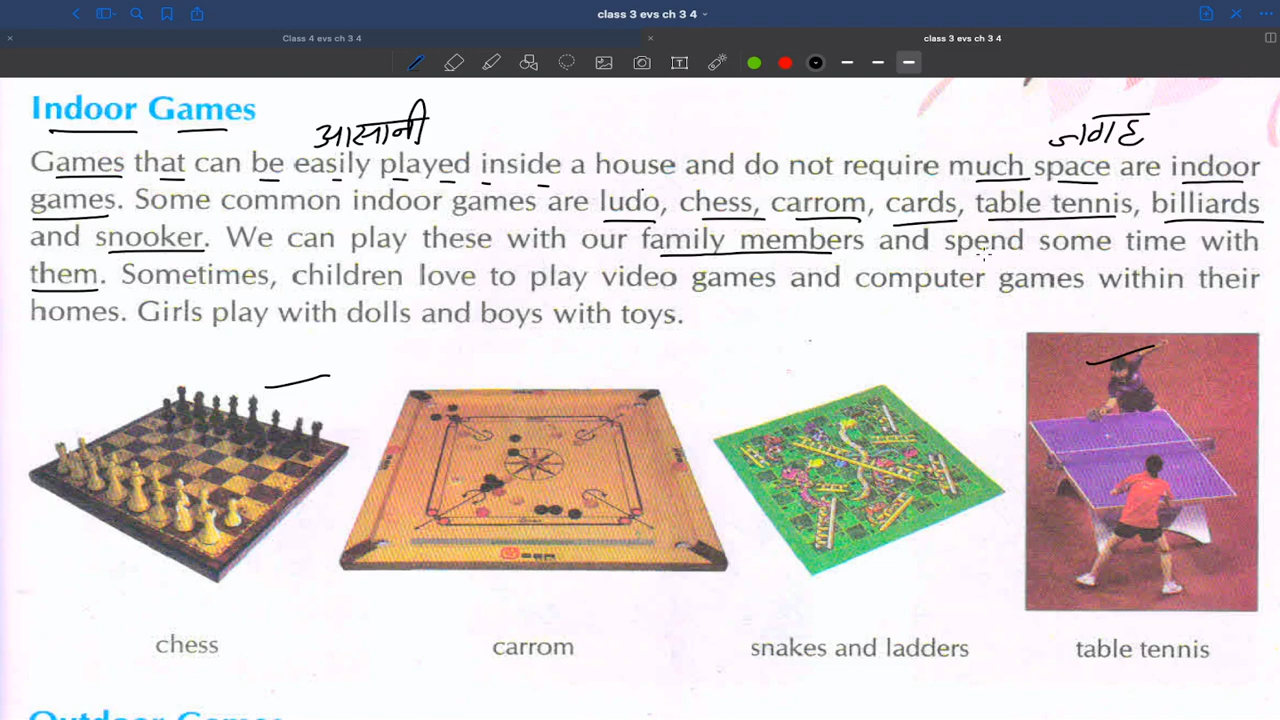 class 3 evs ch 3 4
Class 4 evs ch 3 4
class 3 evs ch 3 4
Indoor Games
आसानी
जगह
Games that can be easily played inside a house and do not require much space are indoor
games. Some common indoor games are ludo, chess, carrom, cards, table tennis, billiards
and snooker. We can play these with our family members and spend some time with
them. Sometimes, children love to play video games and computer games within their
homes. Girls play with dolls and boys with toys.
chess
carrom
snakes and ladders
table tennis
Outdoor Games